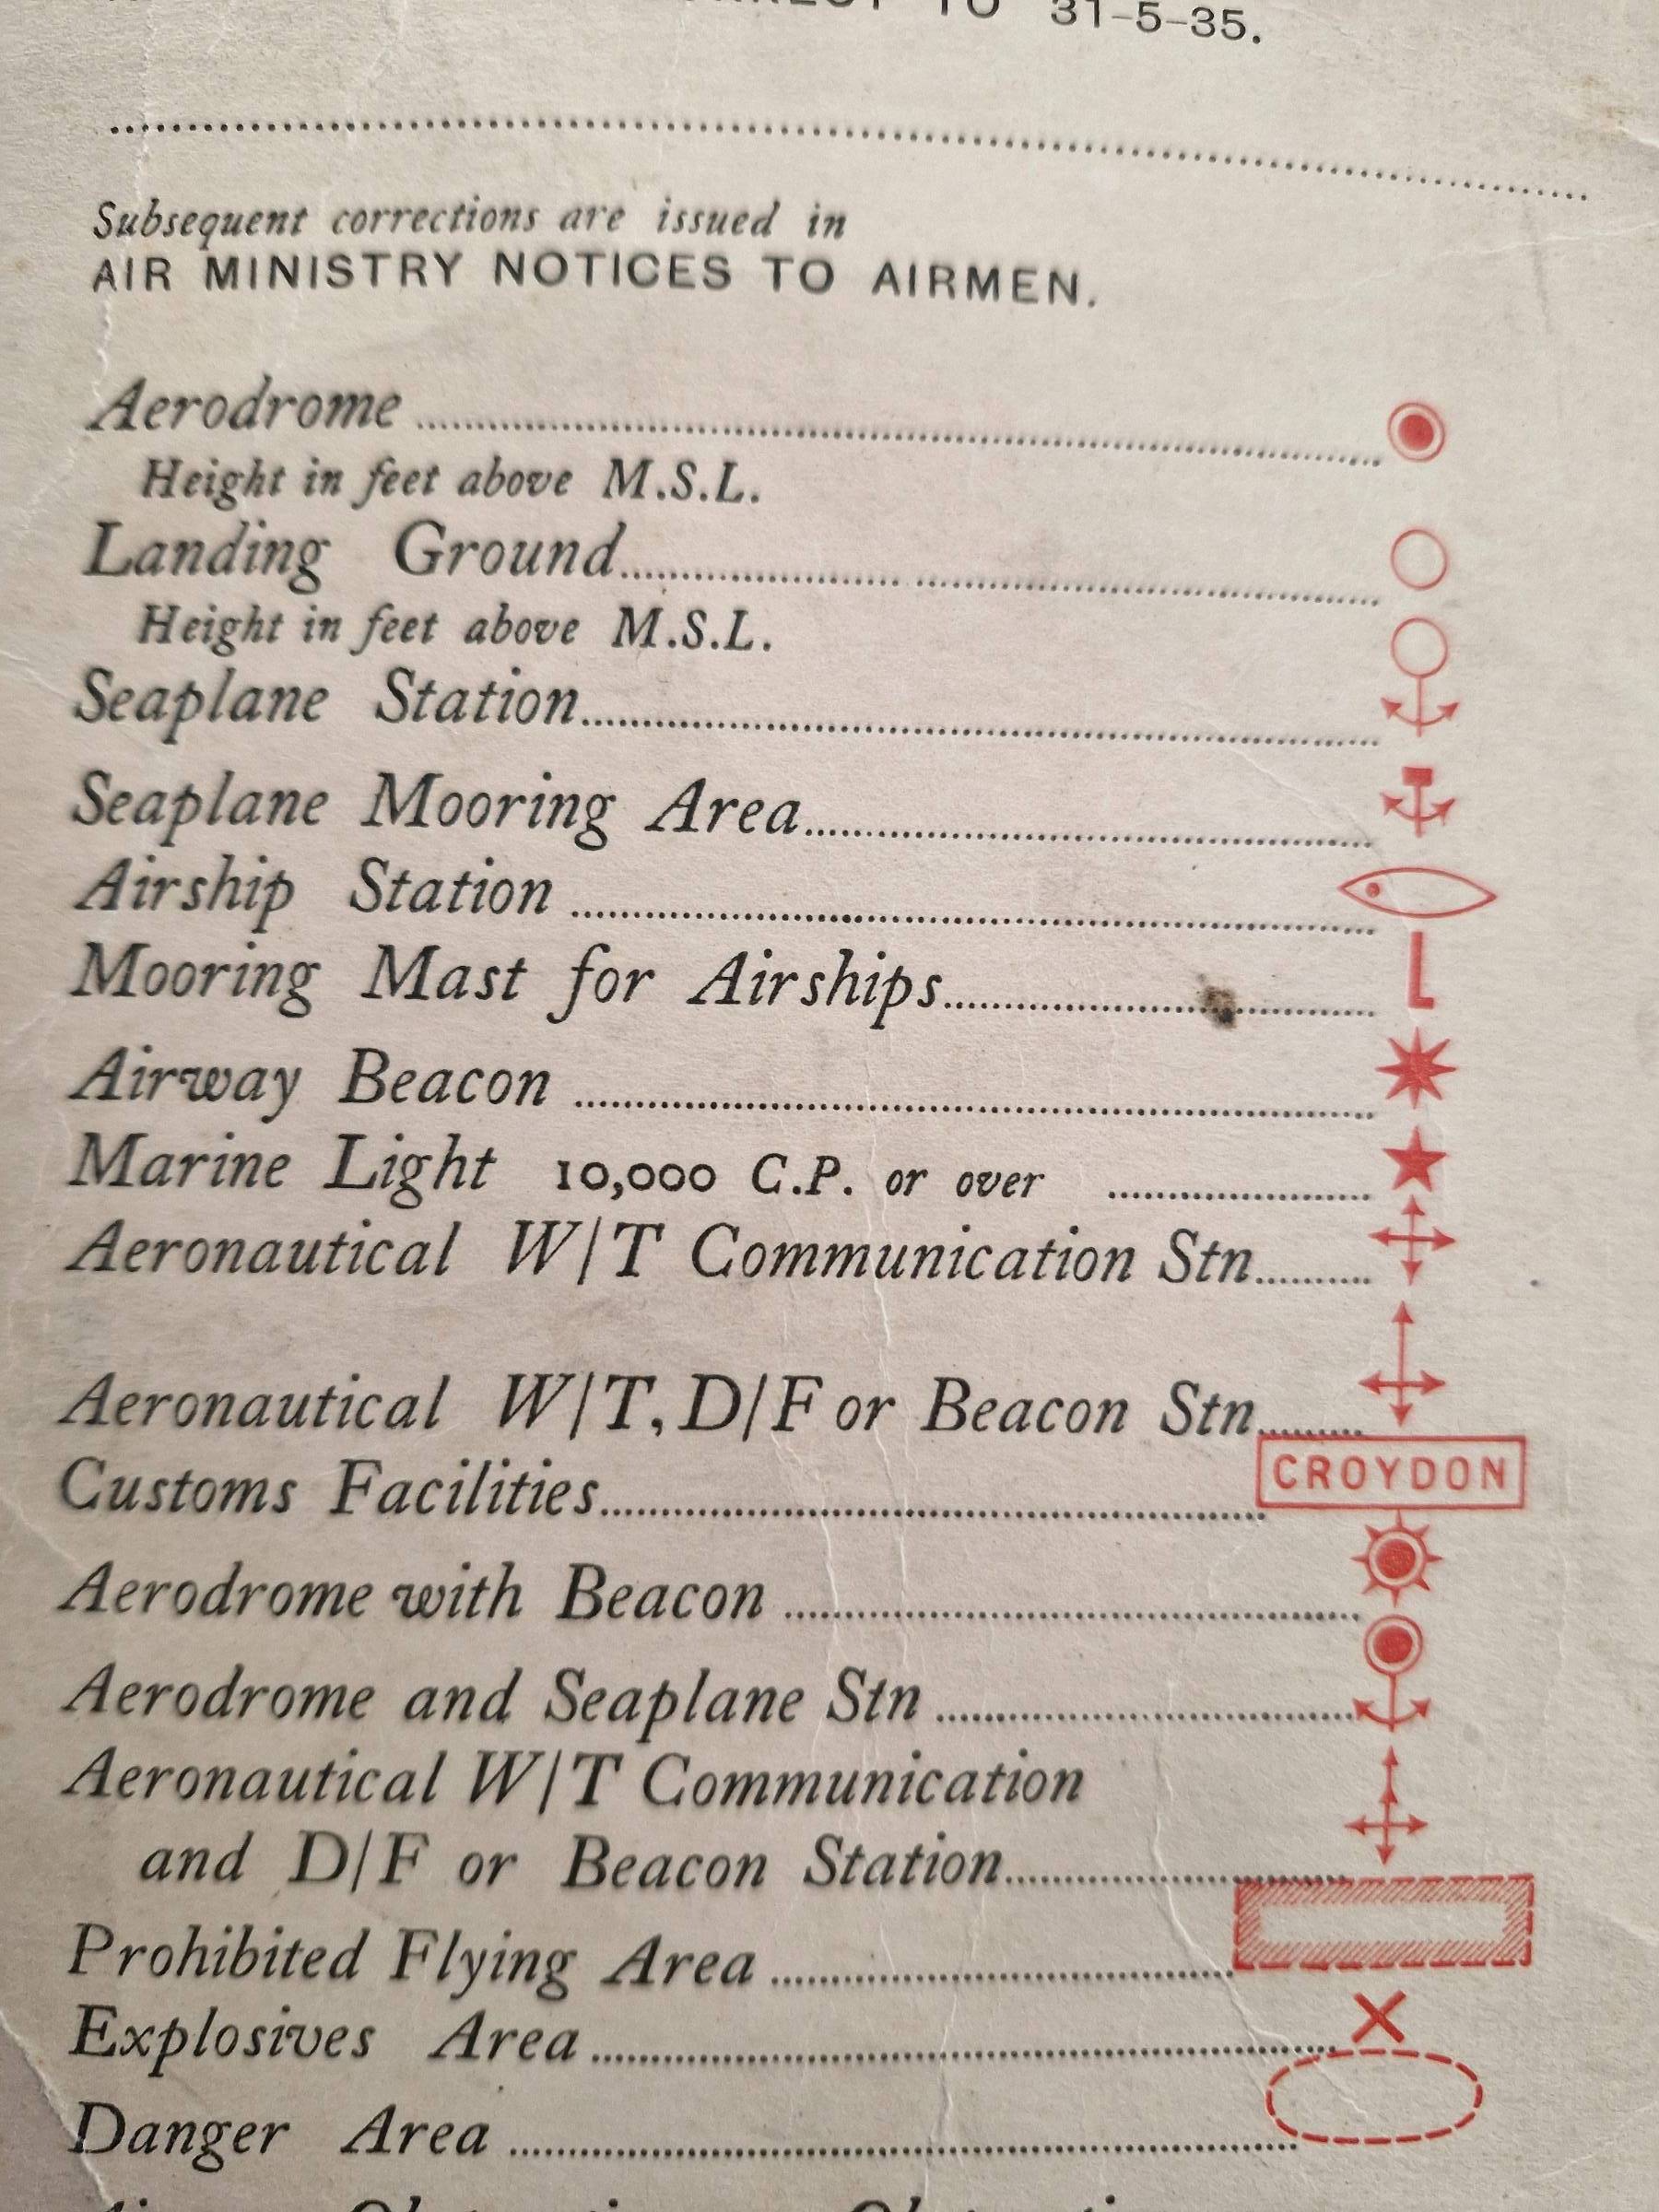 TO 31-5-35.
Subsequent corrections are issued in
AIR MINISTRY NOTICES TO AIRMEN.
Aerodrome
Height in feet above M.S.L.
Landing Ground
Height in feet above M.S.L.
Seaplane Station
Seaplane Mooring Area
Airship Station
Mooring Mast for Airships
Airway Beacon
Marine Light 10,000 C.P. or over
Aeronautical W/T Communication Stn
Aeronautical W/T, D/F or Beacon Stn
Customs Facilities CROYDON
Aerodrome with Beacon
Aerodrome and Seaplane Stn
Aeronautical W/T Communication
and D/F or Beacon Station
Prohibited Flying Area
Explosives Area
Danger Area